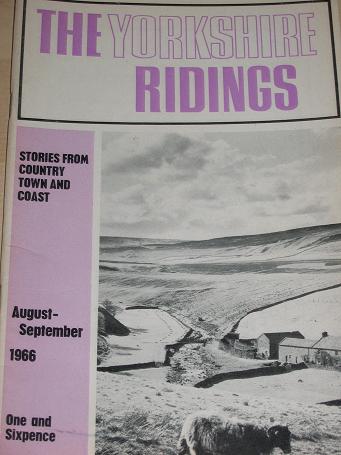 THE YORKSHIRE
RIDINGS
STORIES FROM
COUNTRY
TOWN AND
COAST
August-
September
1966
One and
Sixpence